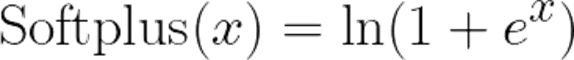 Softplus(x) = ln(1 + e^x)